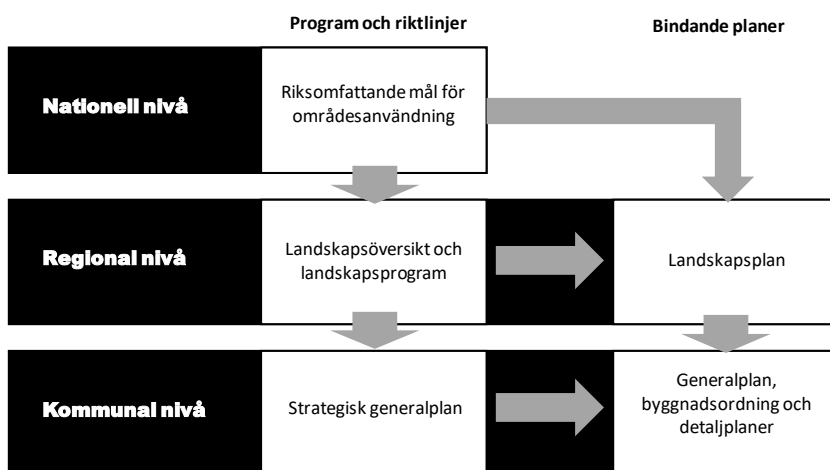 Program och riktlinjer
Bindande planer
Nationell nivå
Riksomfattande mål för
områdesanvändning
Regional nivå
Landskapsöversikt och
landskapsprogram
Landskapsplan
Kommunal nivå
Strategisk generalplan
Generalplan,
byggnadsordning och
detaljplaner